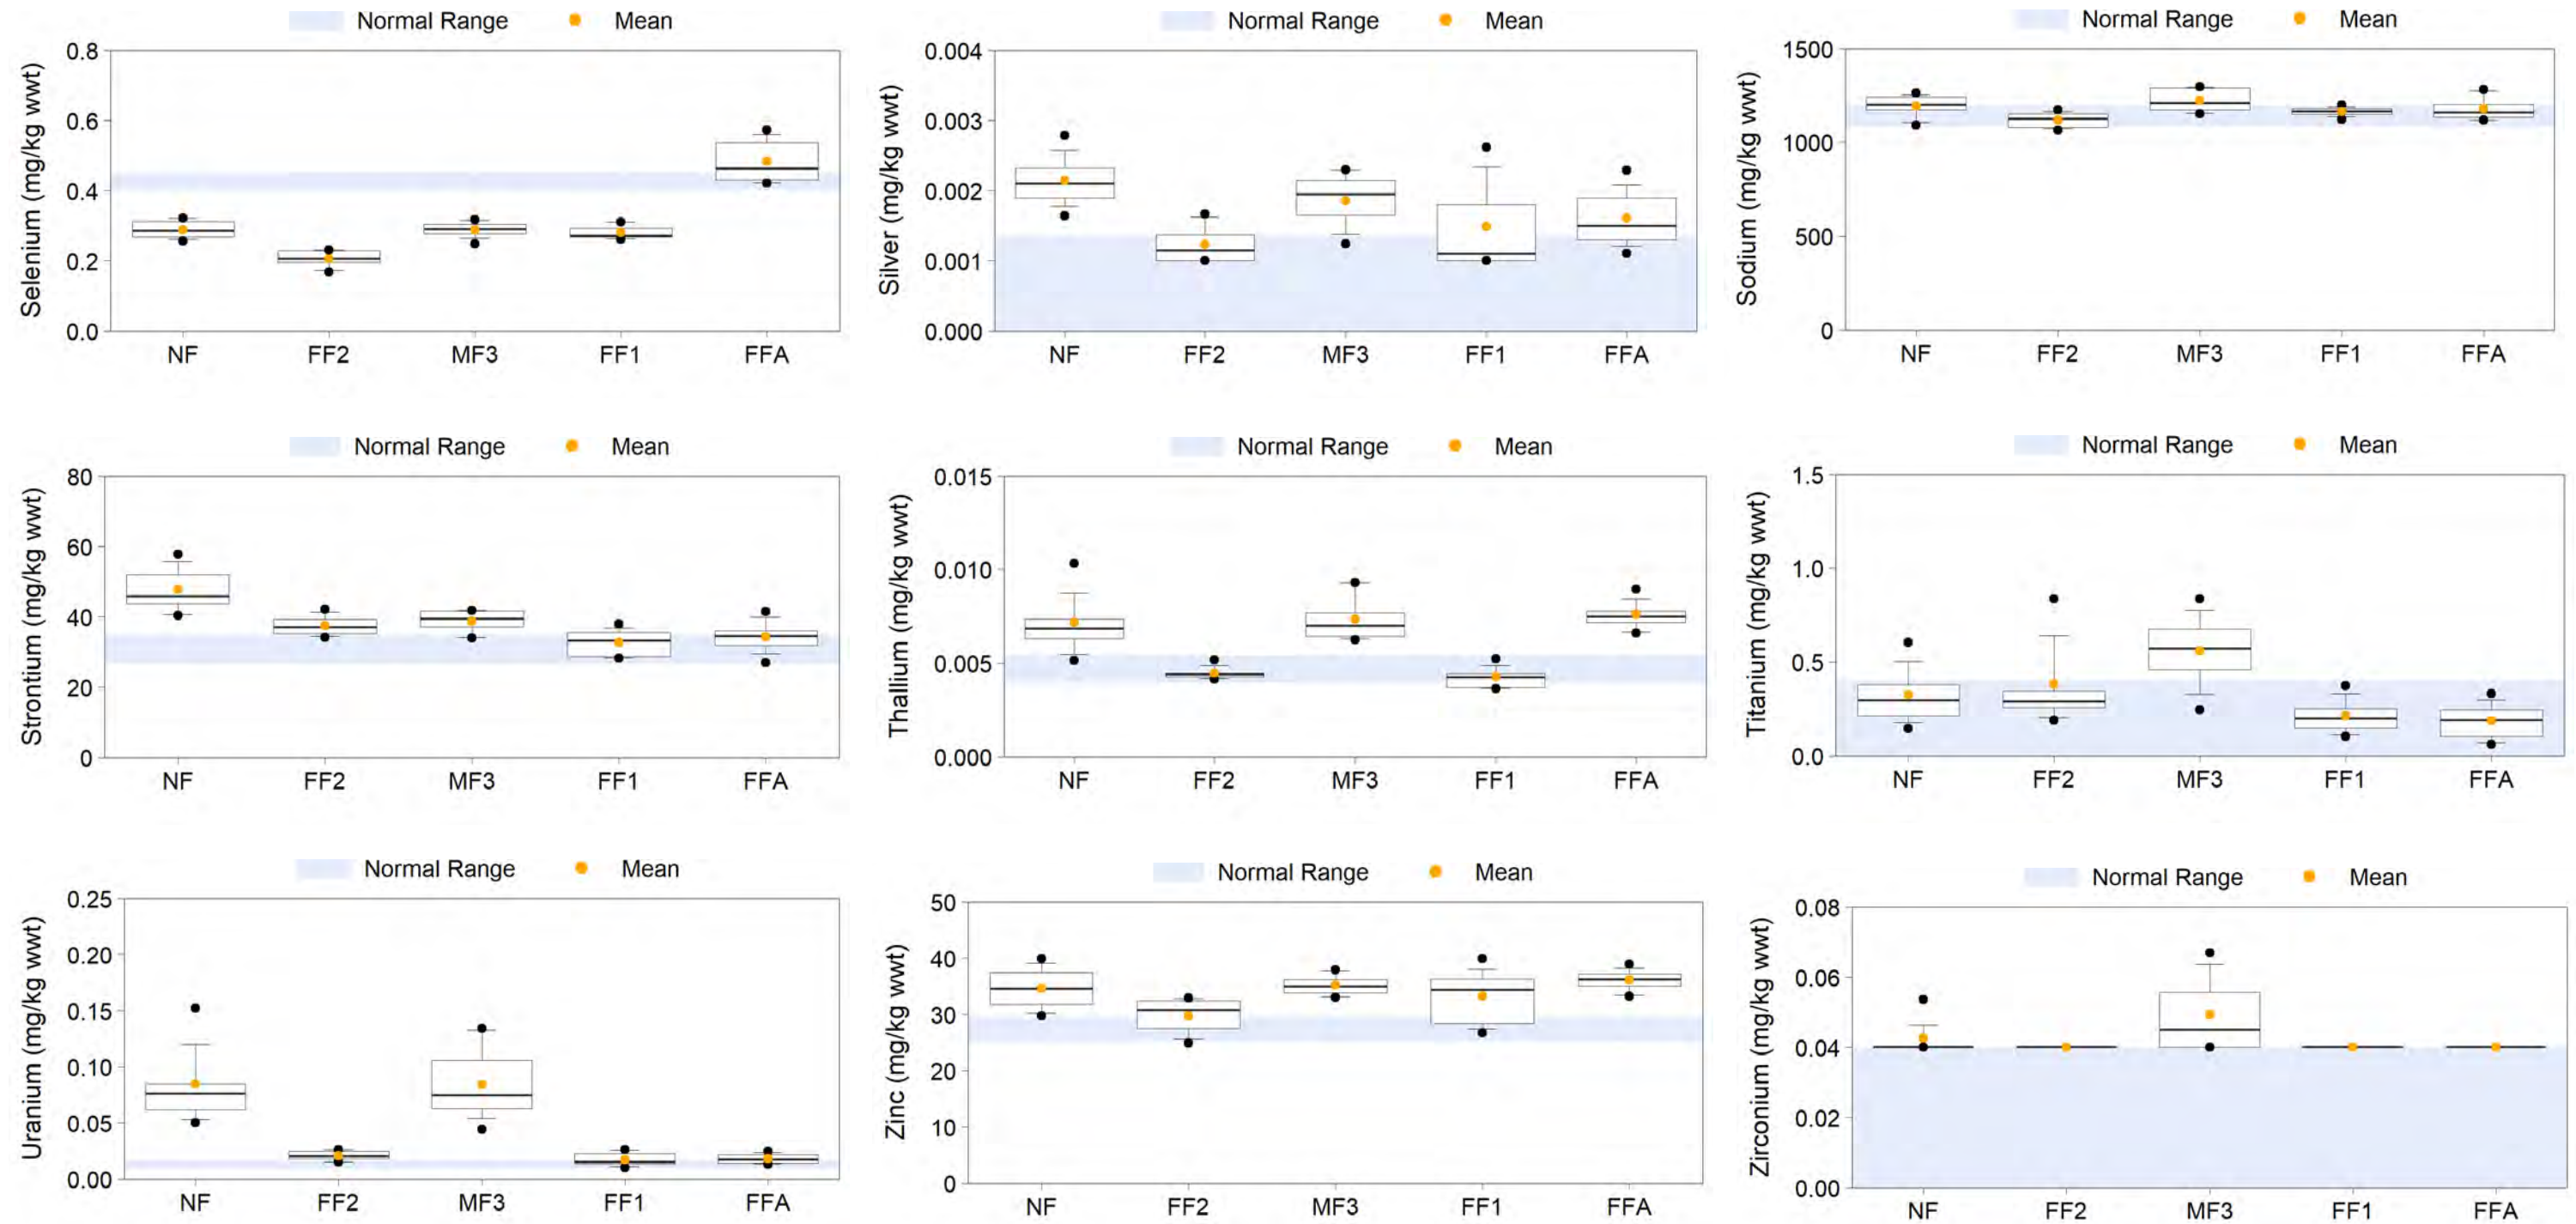 Normal Range Mean
Selenium (mg/kg wwt)
0.8
0.6
0.4
0.2
0.0
NF FF2 MF3 FF1 FFA
Normal Range Mean
Silver (mg/kg wwt)
0.004
0.003
0.002
0.001
0.000
NF FF2 MF3 FF1 FFA
Normal Range Mean
Sodium (mg/kg wwt)
1500
1000
500
0
NF FF2 MF3 FF1 FFA
Normal Range Mean
Strontium (mg/kg wwt)
80
60
40
20
0
NF FF2 MF3 FF1 FFA
Normal Range Mean
Thallium (mg/kg wwt)
0.015
0.010
0.005
0.000
NF FF2 MF3 FF1 FFA
Normal Range Mean
Titanium (mg/kg wwt)
1.5
1.0
0.5
0.0
NF FF2 MF3 FF1 FFA
Normal Range Mean
Uranium (mg/kg wwt)
0.25
0.20
0.15
0.10
0.05
0.00
NF FF2 MF3 FF1 FFA
Normal Range Mean
Zinc (mg/kg wwt)
50
40
30
20
10
0
NF FF2 MF3 FF1 FFA
Normal Range Mean
Zirconium (mg/kg wwt)
0.08
0.06
0.04
0.02
0.00
NF FF2 MF3 FF1 FFA